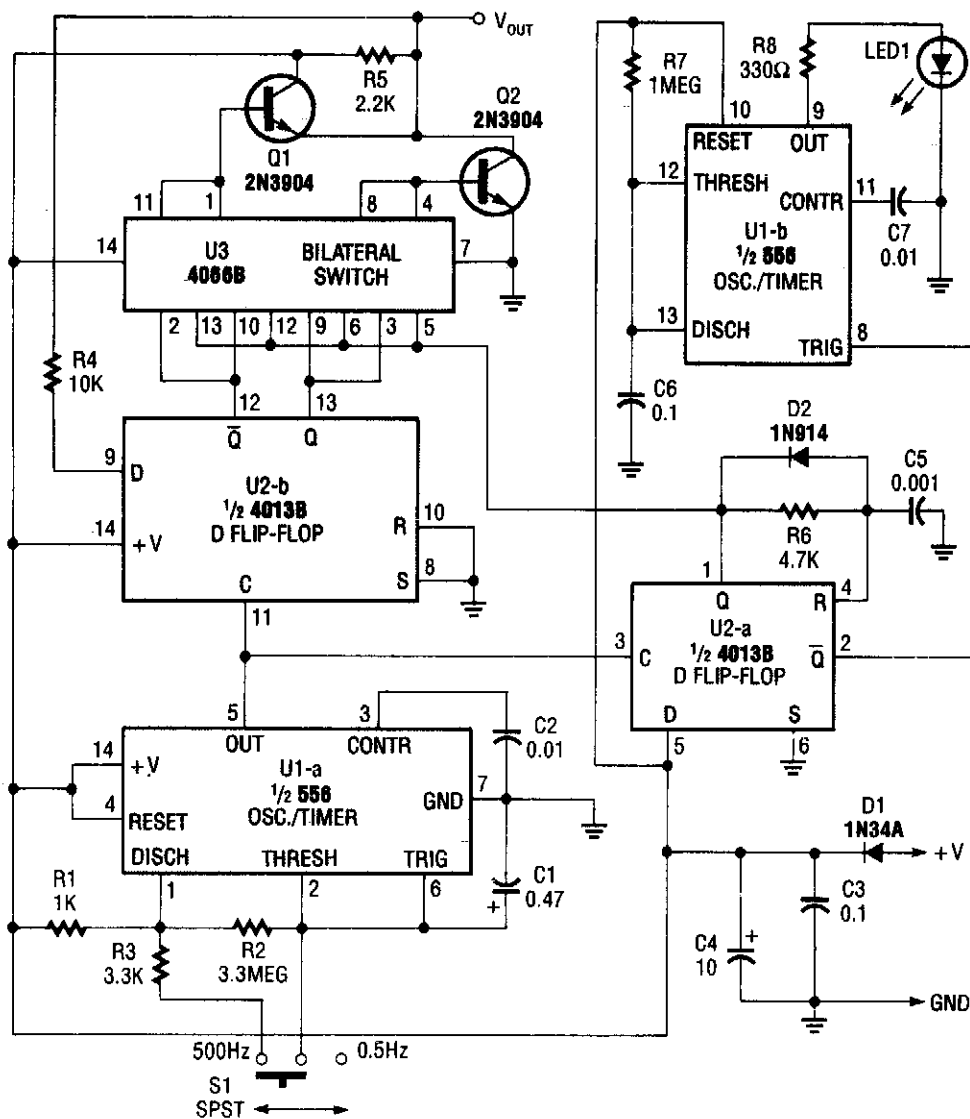 V OUT
R5
2.2K
Q2
2N3904
Q1
2N3904
11
1
8
4
14
U3
4066B
BILATERAL
SWITCH
7
2
13
10
12
9
6
3
5
R4
10K
12
13
Q̅
Q
9
D
U2-b
1/2 4013B
D FLIP-FLOP
R
10
14
+V
S
8
C
11
5
3
OUT
CONTR
C2
0.01
14
+V
U1-a
1/2 556
OSC./TIMER
GND
7
4
RESET
DISCH
THRESH
TRIG
1
2
6
C1
0.47
+
R1
1K
R3
3.3K
R2
3.3MEG
500Hz
0.5Hz
S1
SPST
R7
1MEG
R8
330Ω
LED1
10
9
RESET
OUT
12
THRESH
CONTR
11
C7
0.01
U1-b
1/2 556
OSC./TIMER
13
DISCH
TRIG
8
C6
0.1
D2
1N914
C5
0.001
R6
4.7K
1
Q
R
4
U2-a
1/2 4013B
D FLIP-FLOP
3
C
Q̅
2
D
S
5
6
D1
1N34A
+V
C3
0.1
C4
10
+
GND